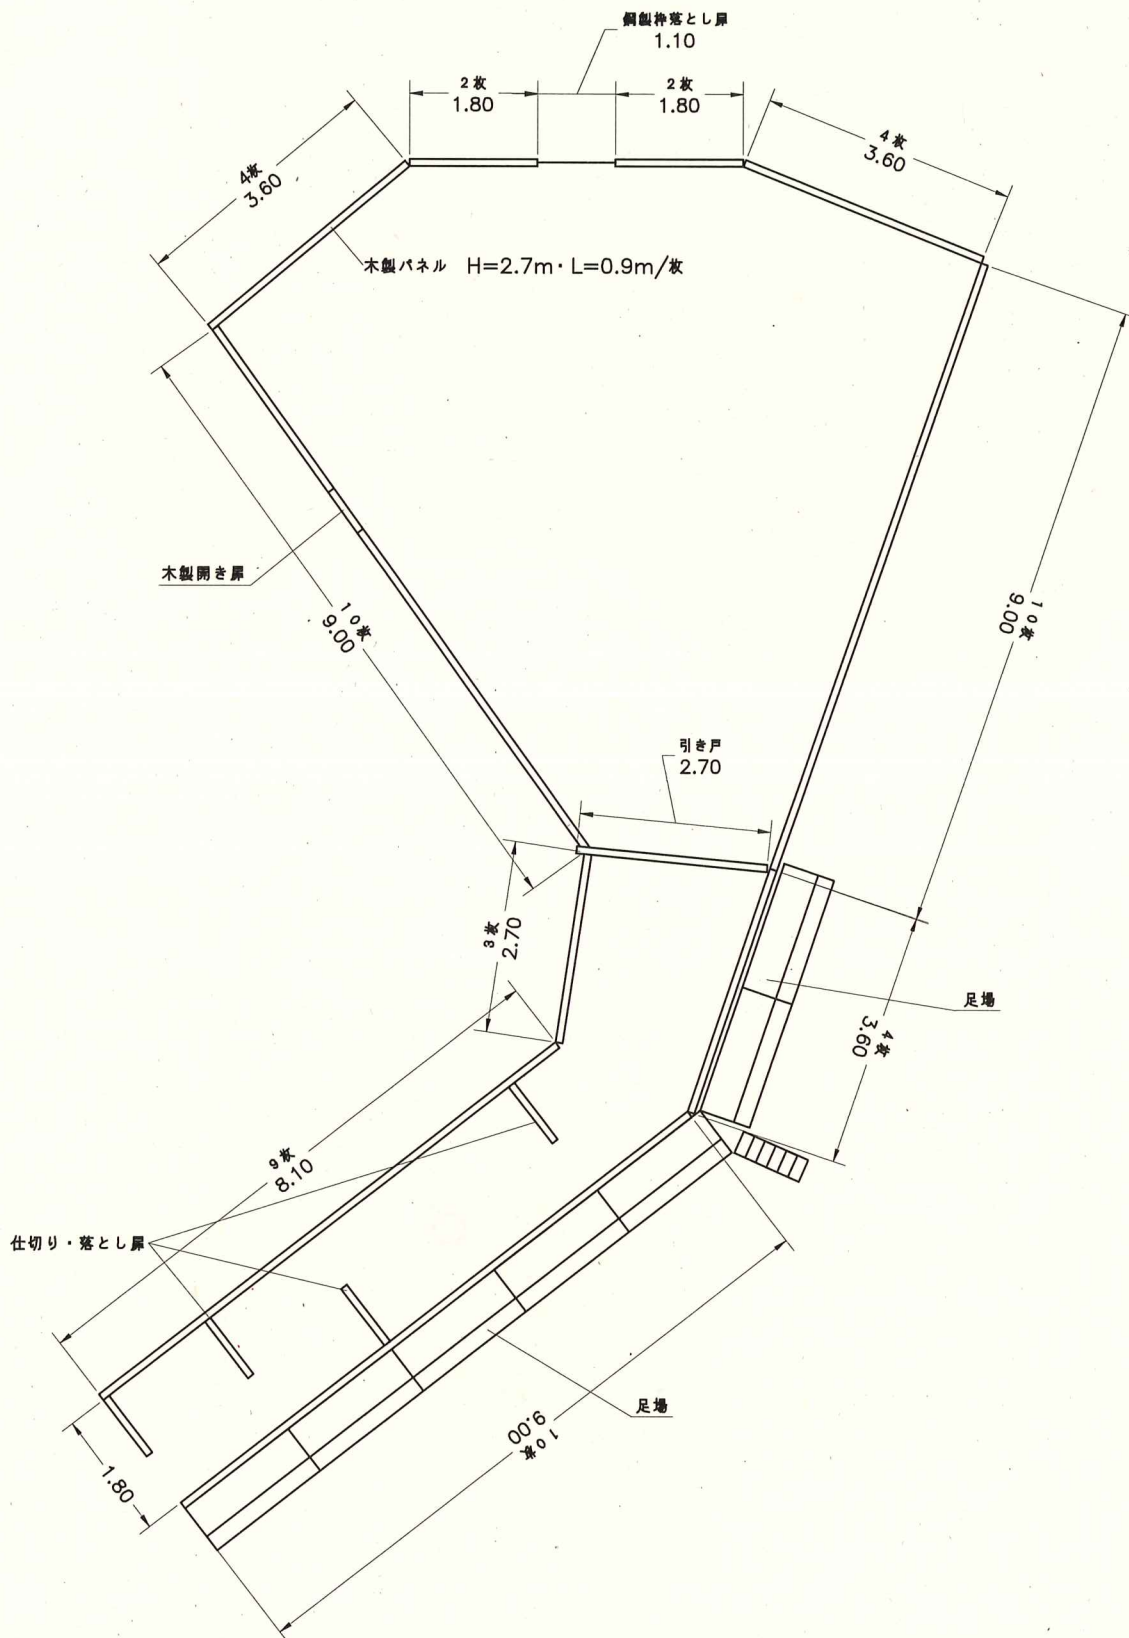 鋼製枠落とし扉
1.10
2枚
1.80
2枚
1.80
4枚
3.60
4枚
3.60
木製パネル H=2.7m・L=0.9m/枚
木製開き扉
10枚
9.00
10枚
9.00
引き戸
2.70
3枚
2.70
足場
4枚
3.60
9枚
8.10
仕切り・落とし扉
足場
10枚
9.00
1.80